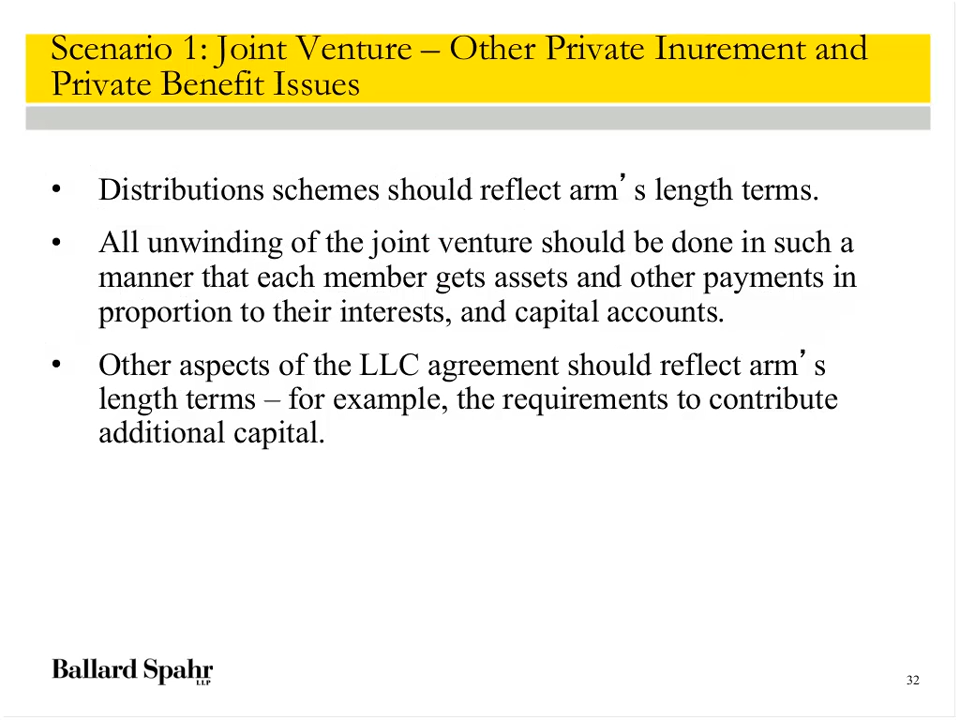 Scenario 1: Joint Venture – Other Private Inurement and
Private Benefit Issues
• Distributions schemes should reflect arm’s length terms.
• All unwinding of the joint venture should be done in such a
manner that each member gets assets and other payments in
proportion to their interests, and capital accounts.
• Other aspects of the LLC agreement should reflect arm’s
length terms – for example, the requirements to contribute
additional capital.
Ballard Spahr
LLP
32